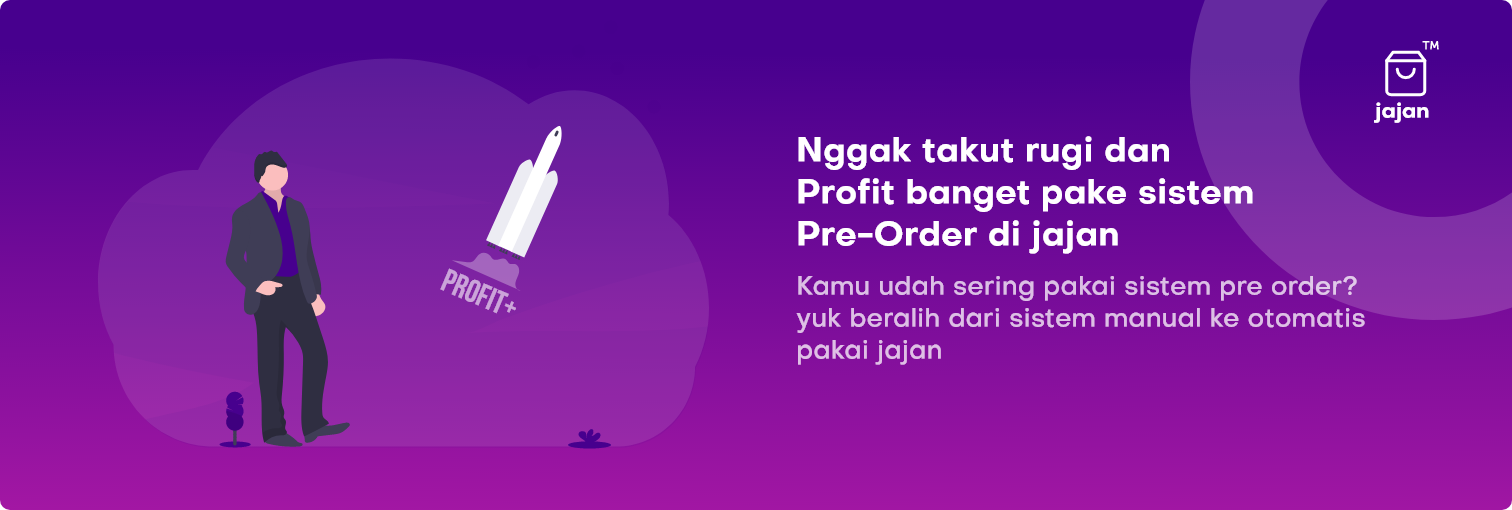 TM
jajan
Nggak takut rugi dan
Profit banget pake sistem
Pre-Order di jajan
Kamu udah sering pakai sistem pre order?
yuk beralih dari sistem manual ke otomatis
pakai jajan
PROFIT+